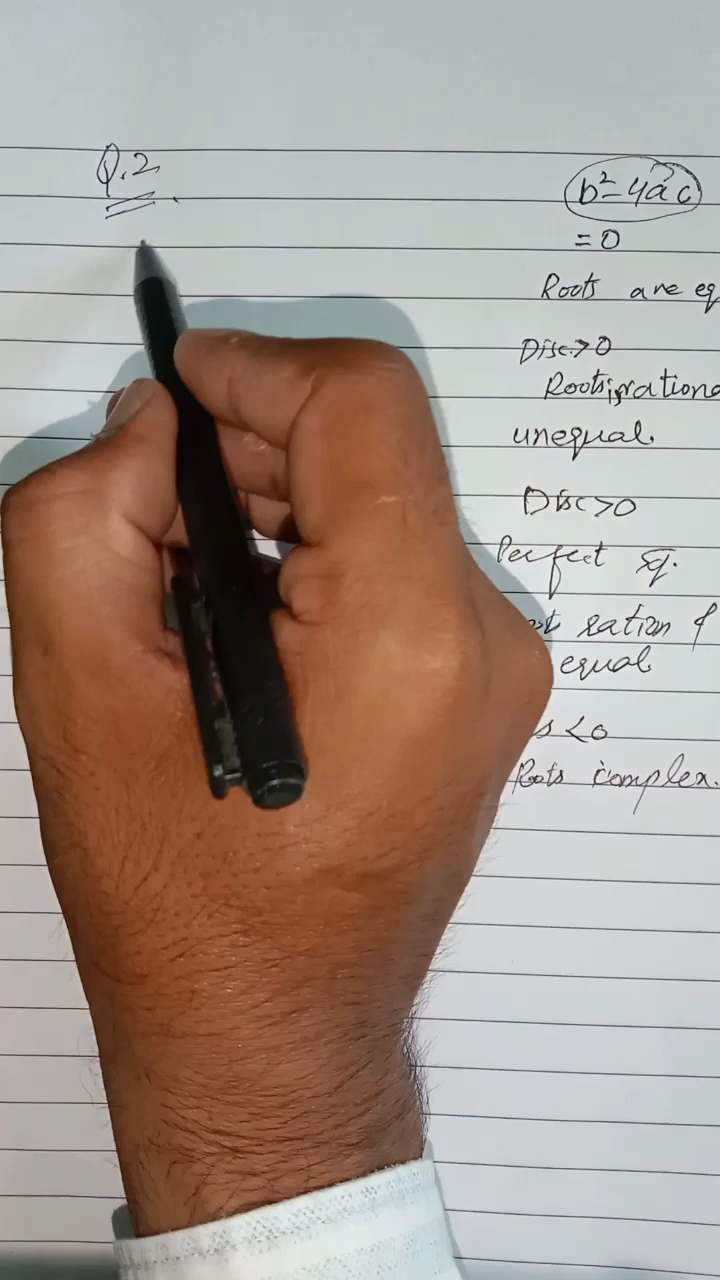 Q.2
b²-4ac
= 0
Roots are eq
Disc>0
Roots irrationa
unequal.
Disc>0
Perfect sq.
ration &
equal
s <0
Roots complex.